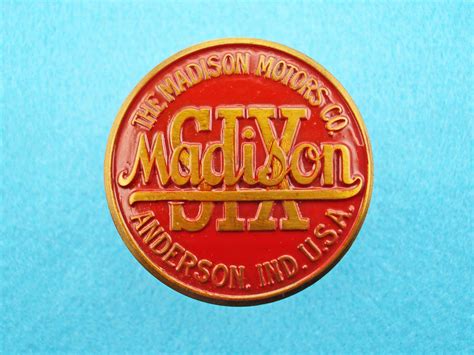 THE MADISON MOTORS CO.
SIX
Madison
ANDERSON. IND. U.S.A.